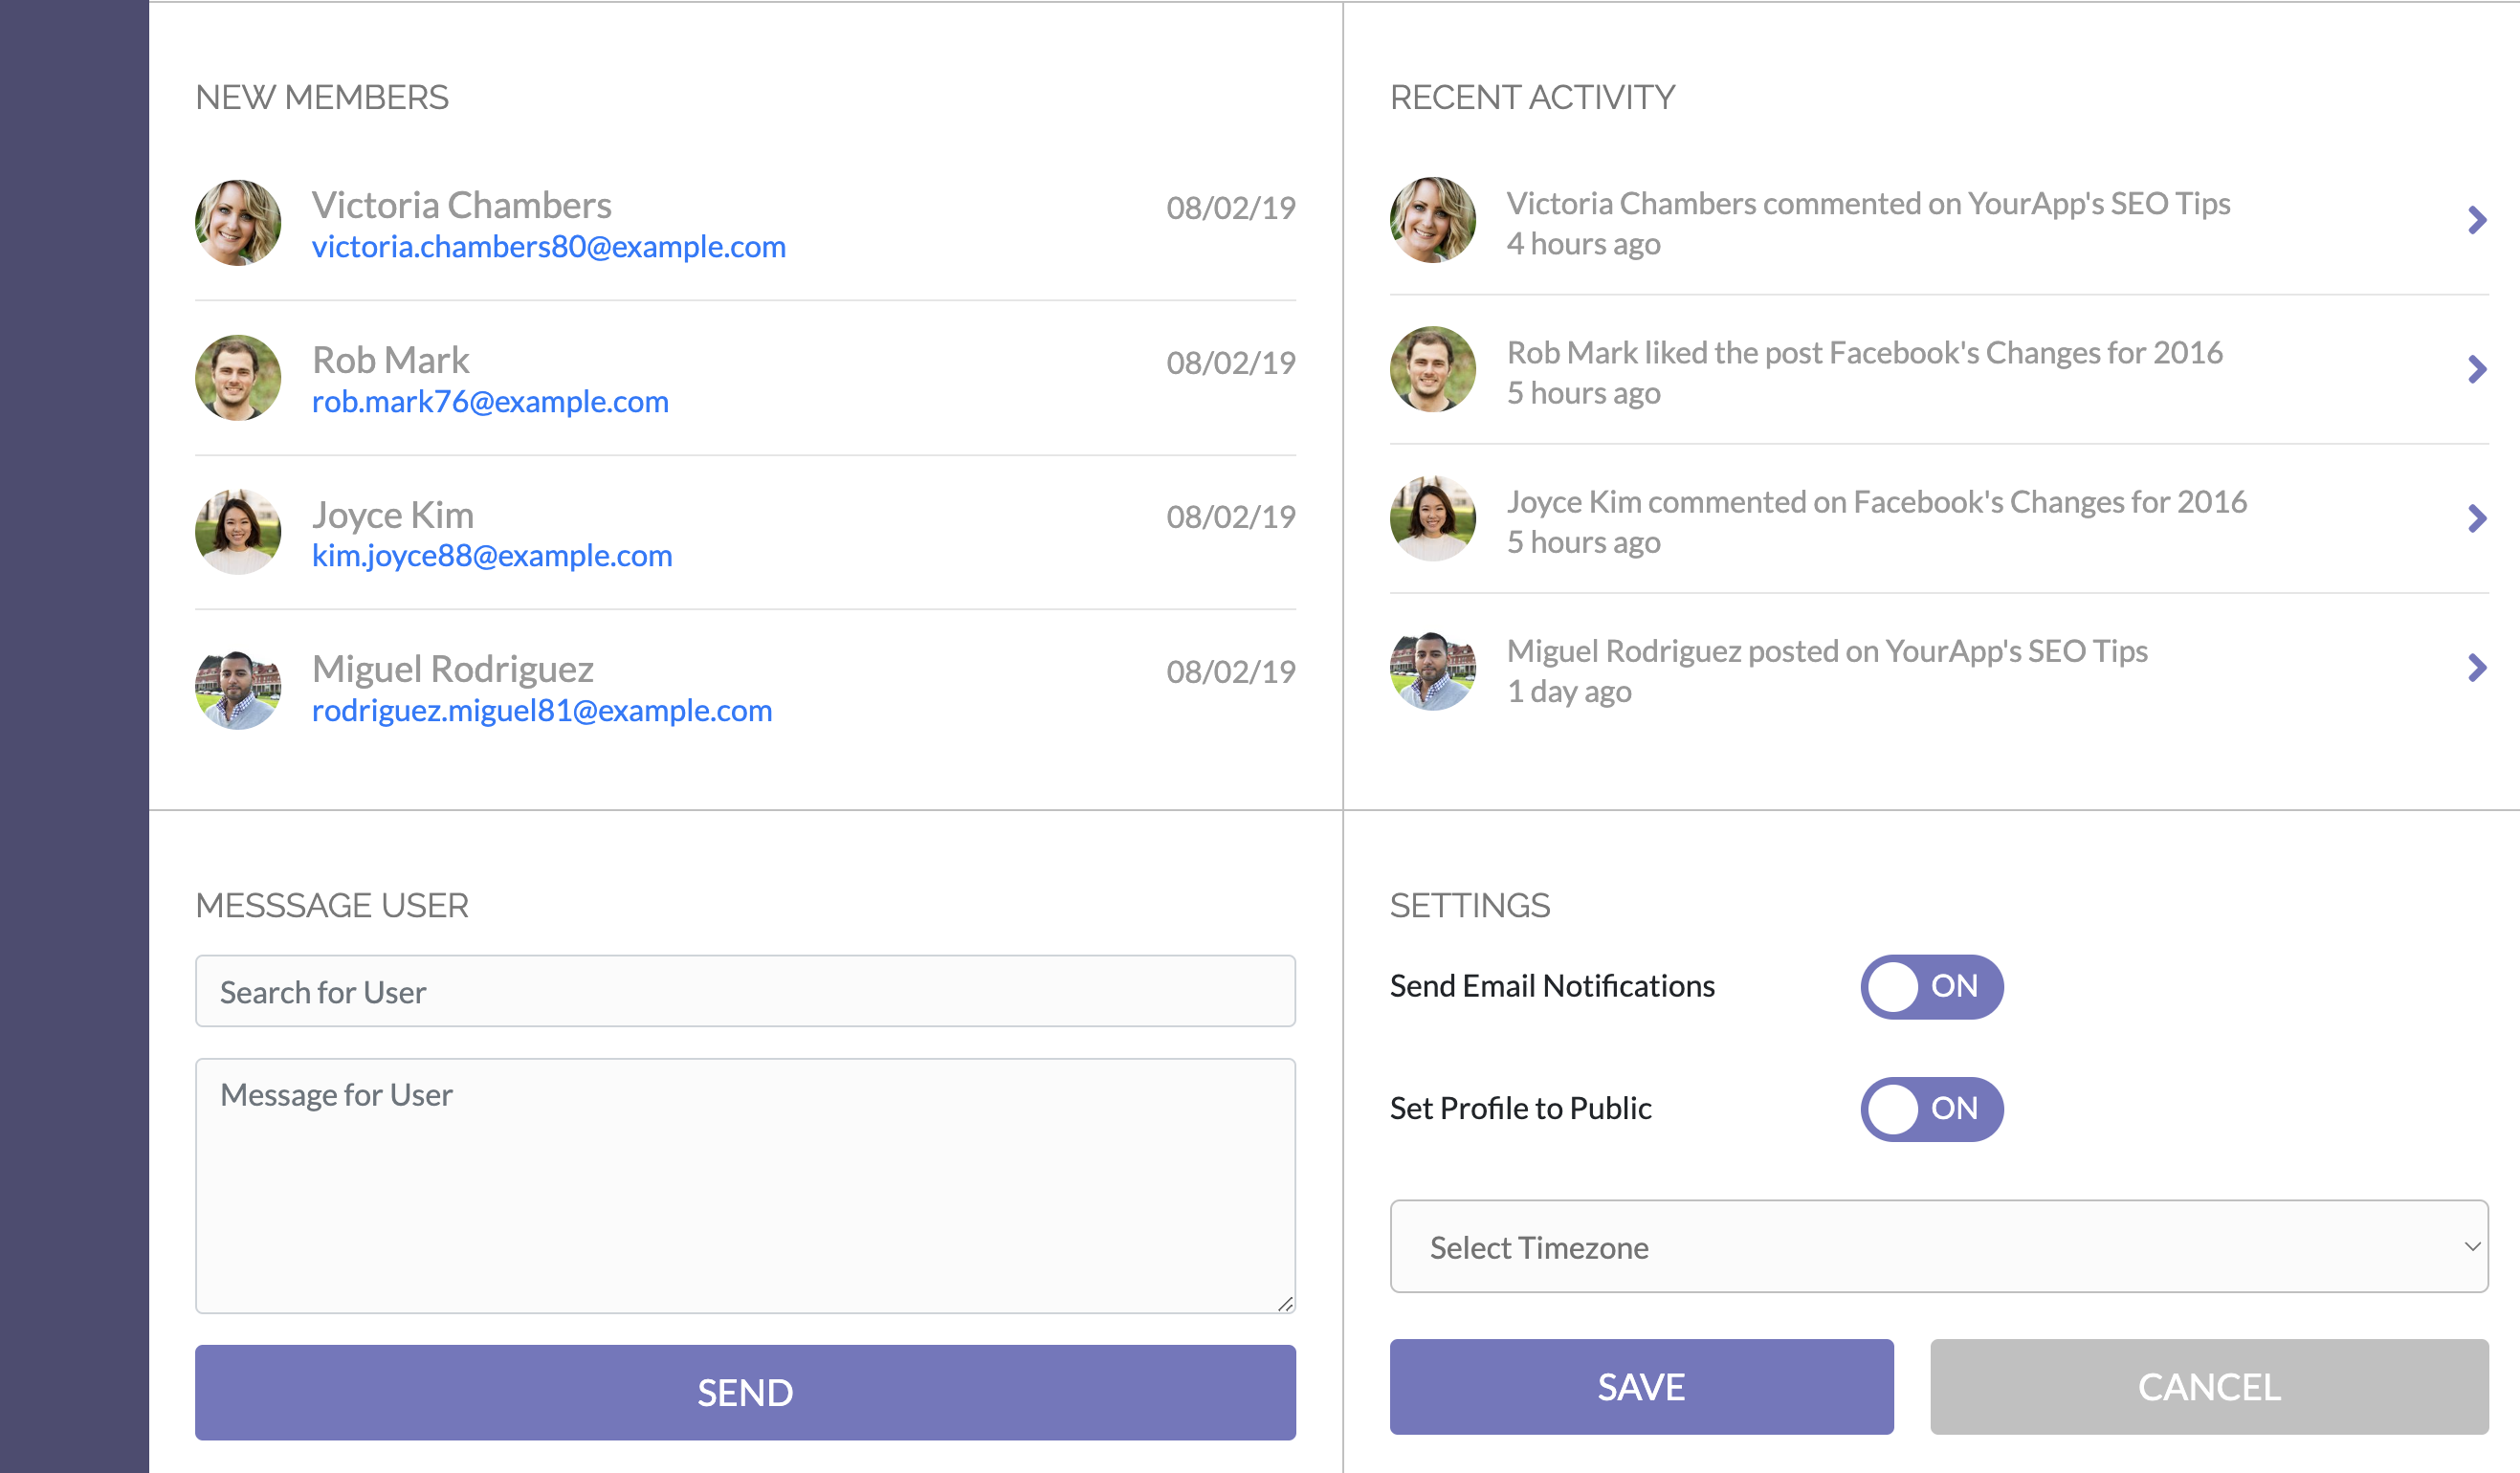 NEW MEMBERS
Victoria Chambers
08/02/19
victoria.chambers80@example.com
Rob Mark
08/02/19
rob.mark76@example.com
Joyce Kim
08/02/19
kim.joyce88@example.com
Miguel Rodriguez
08/02/19
rodriguez.miguel81@example.com
RECENT ACTIVITY
Victoria Chambers commented on YourApp's SEO Tips
4 hours ago
Rob Mark liked the post Facebook's Changes for 2016
5 hours ago
Joyce Kim commented on Facebook's Changes for 2016
5 hours ago
Miguel Rodriguez posted on YourApp's SEO Tips
1 day ago
MESSSAGE USER
Search for User
Message for User
SEND
SETTINGS
Send Email Notifications
ON
Set Profile to Public
ON
Select Timezone
SAVE
CANCEL